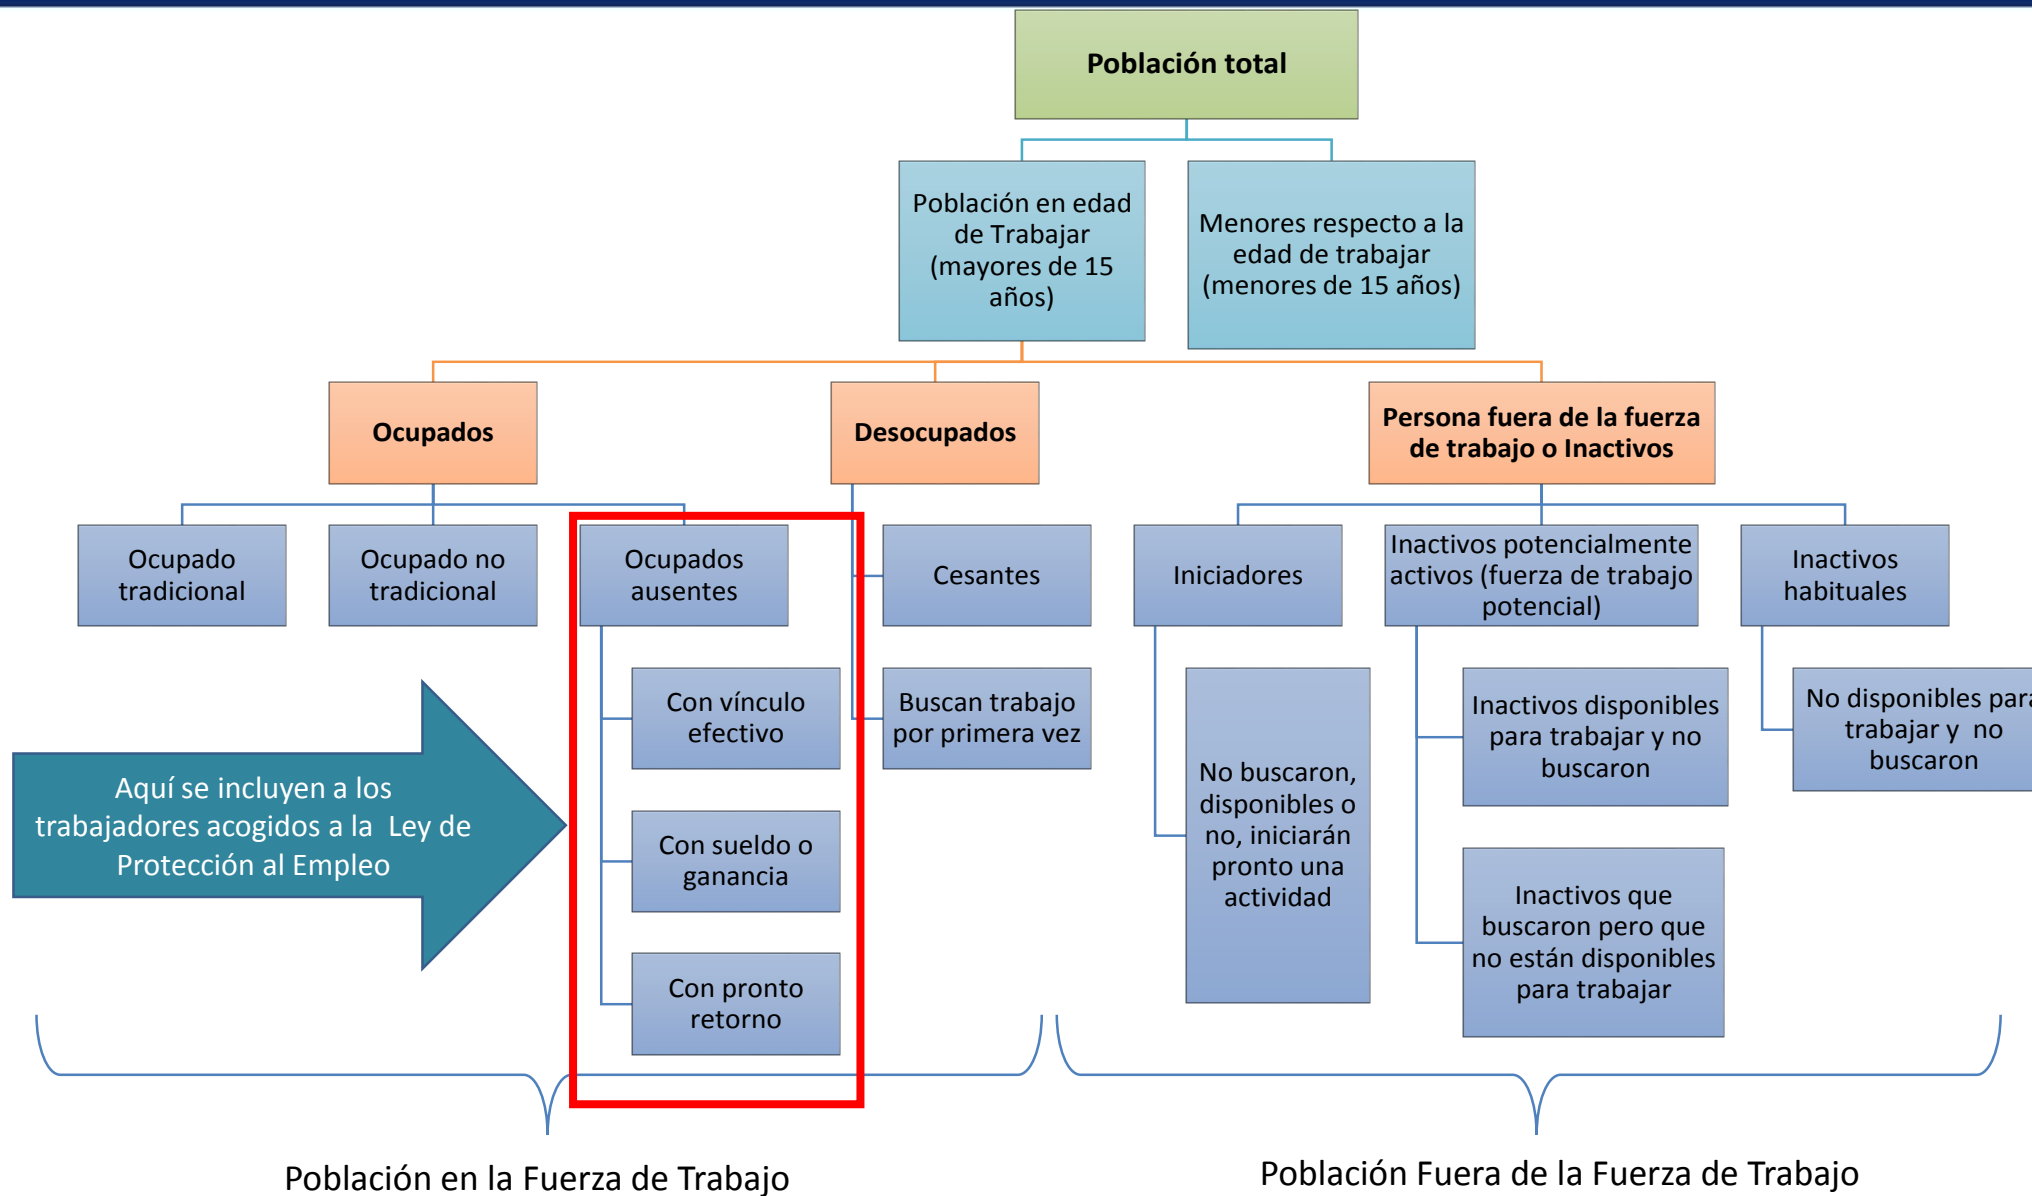 Población total
Población en edad
de Trabajar
(mayores de 15
años)
Menores respecto a la
edad de trabajar
(menores de 15 años)
Ocupados
Desocupados
Persona fuera de la fuerza
de trabajo o Inactivos
Ocupado
tradicional
Ocupado no
tradicional
Ocupados
ausentes
Cesantes
Iniciadores
Inactivos potencialmente
activos (fuerza de trabajo
potencial)
Inactivos
habituales
Con vínculo
efectivo
Buscan trabajo
por primera vez
No buscaron,
disponibles o
no, iniciarán
pronto una
actividad
Inactivos disponibles
para trabajar y no
buscaron
No disponibles para
trabajar y no
buscaron
Aquí se incluyen a los
trabajadores acogidos a la Ley de
Protección al Empleo
Con sueldo o
ganancia
Inactivos que
buscaron pero que
no están disponibles
para trabajar
Con pronto
retorno
Población en la Fuerza de Trabajo
Población Fuera de la Fuerza de Trabajo